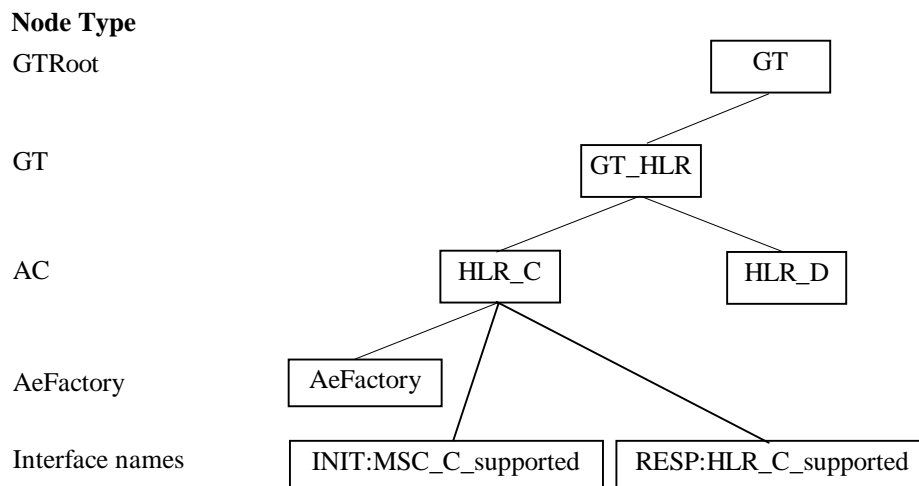 Node Type
GTRoot
GT
GT
GT_HLR
AC
HLR_C
HLR_D
AeFactory
AeFactory
Interface names
INIT:MSC_C_supported
RESP:HLR_C_supported